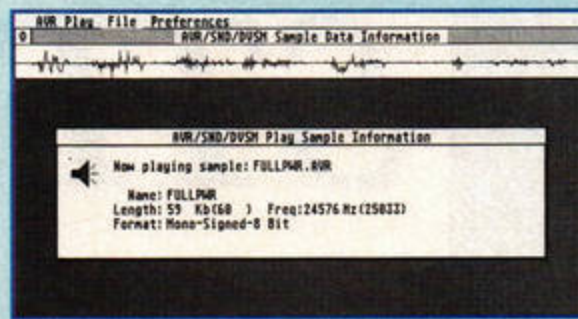 AVR Play File Preferences
0 AVR/SND/DVSM Sample Data Information
AVR/SND/DVSM Play Sample Information
Now playing sample: FULLPWR.AVR
Name: FULLPWR
Length: 59 Kb(60 ) Freq: 24576 Hz(25033)
Format: Mono-Signed-8 Bit